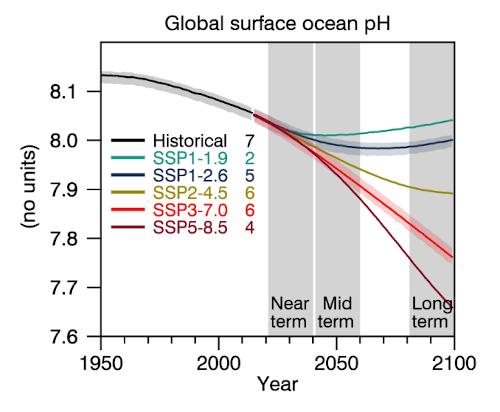 Global surface ocean pH
(no units)
8.1
8.0
7.9
7.8
7.7
7.6
Historical 7
SSP1-1.9 2
SSP1-2.6 5
SSP2-4.5 6
SSP3-7.0 6
SSP5-8.5 4
Near term
Mid term
Long term
1950 2000 2050 2100
Year